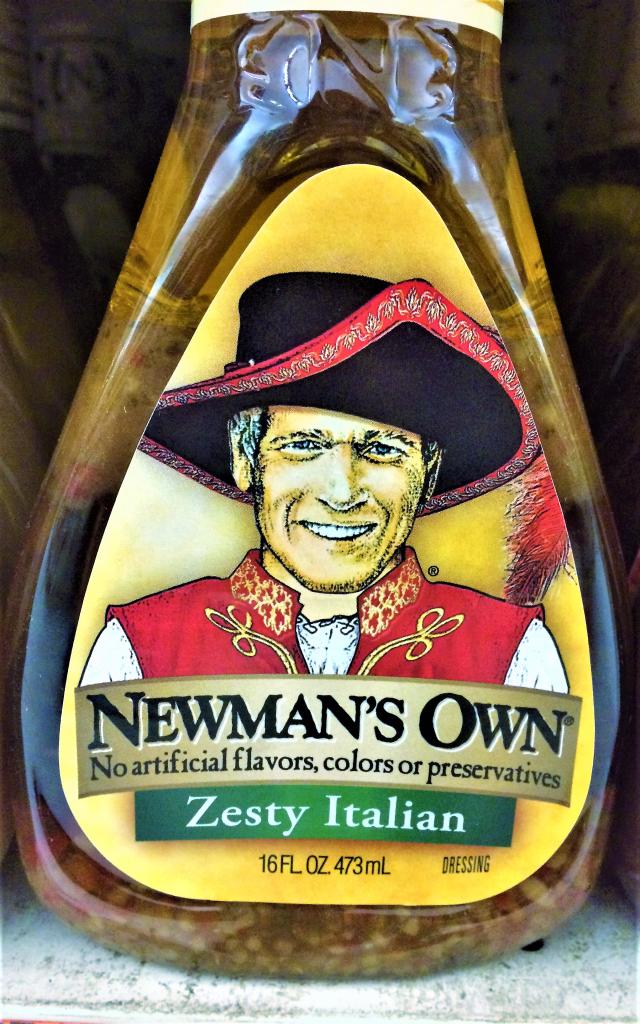 NEWMAN'S OWN®
No artificial flavors, colors or preservatives
Zesty Italian
16 FL. OZ. 473 mL DRESSING